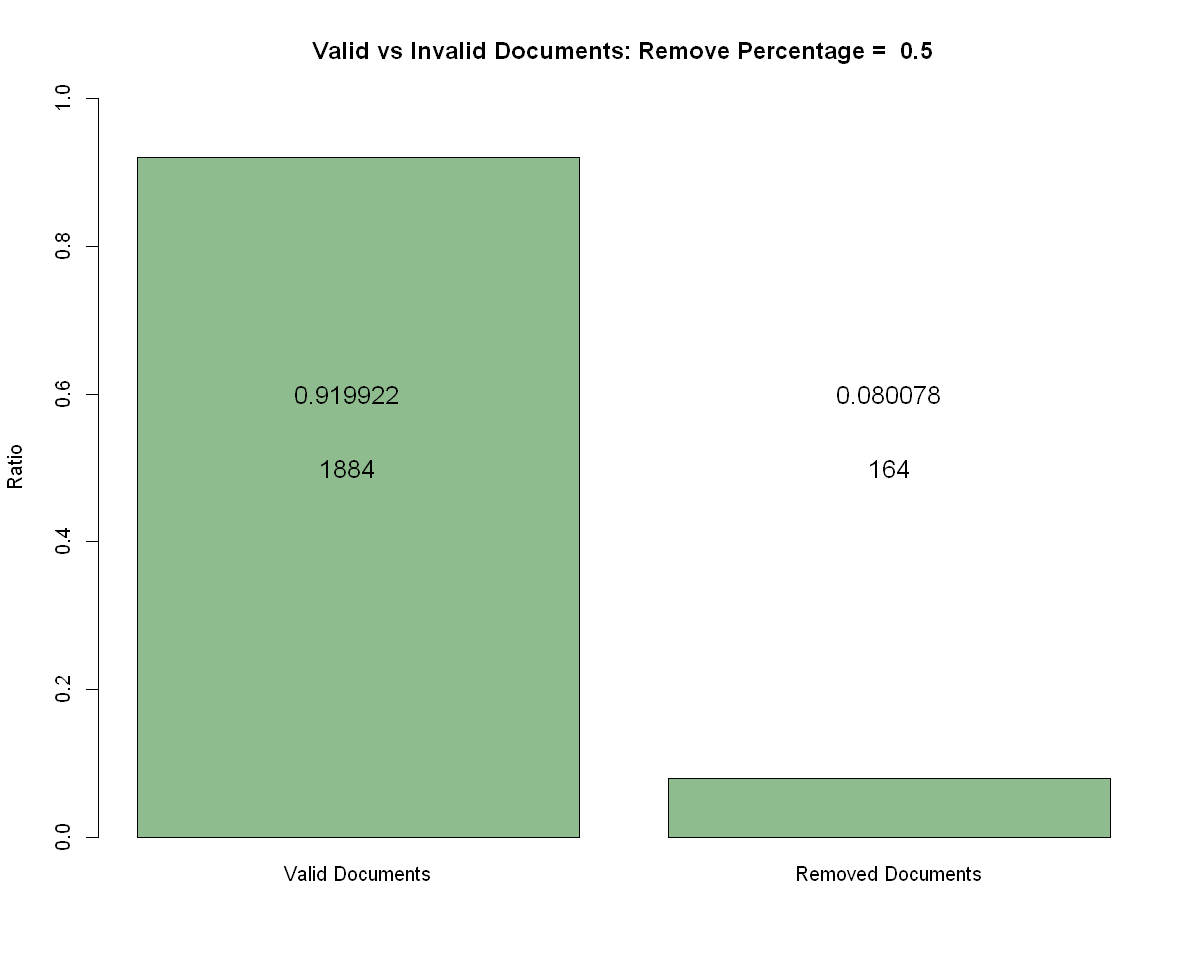 Valid vs Invalid Documents: Remove Percentage =  0.5
1.0
0.8
0.6
0.4
0.2
0.0
Ratio
0.919922
1884
0.080078
164
Valid Documents
Removed Documents